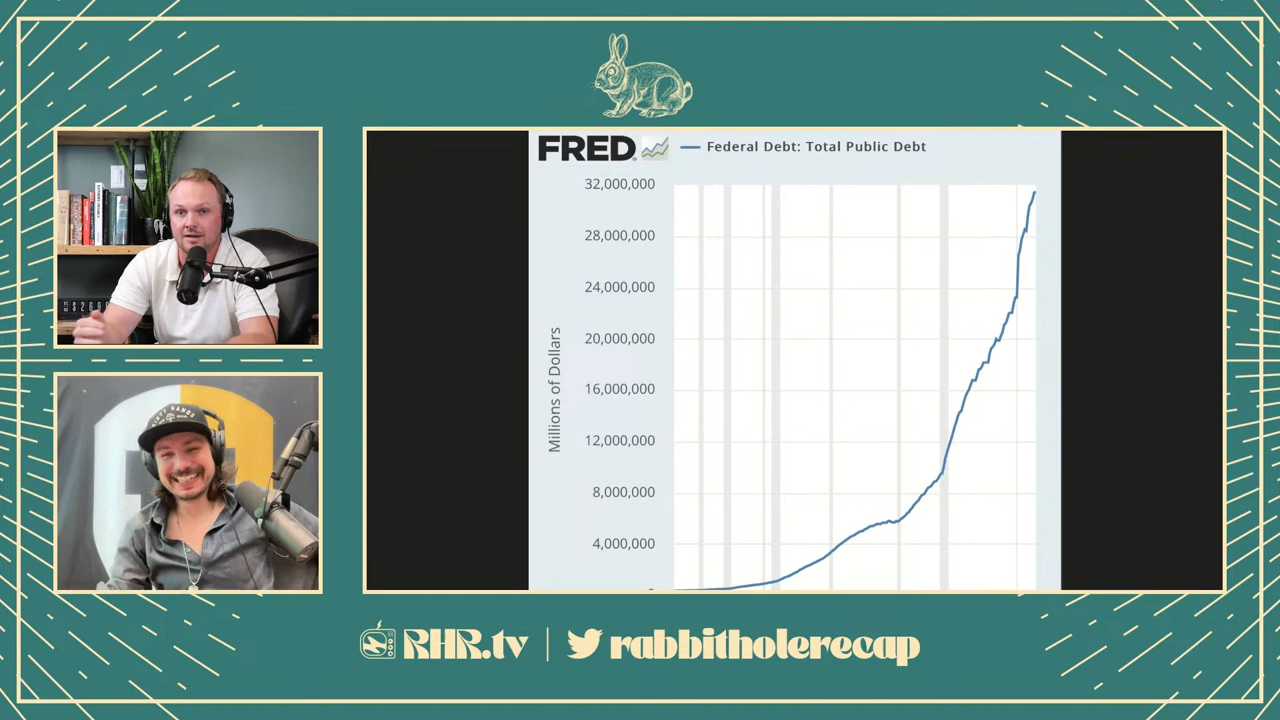 FRED
Federal Debt: Total Public Debt
32,000,000
28,000,000
24,000,000
20,000,000
16,000,000
12,000,000
8,000,000
4,000,000
Millions of Dollars
RHR.tv
rabbitholerecap